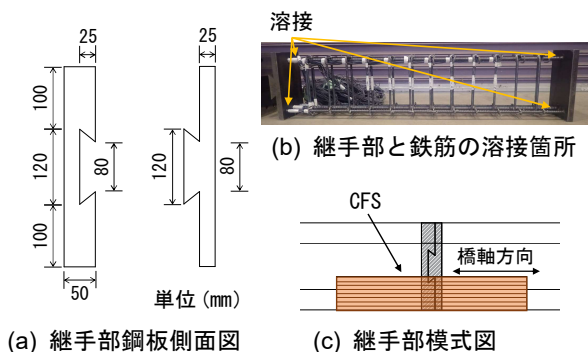 25
25
100
120
80
100
50
120
80
単位(mm)
(a) 継手部鋼板側面図
溶接
(b) 継手部と鉄筋の溶接箇所
CFS
橋軸方向
(c) 継手部模式図